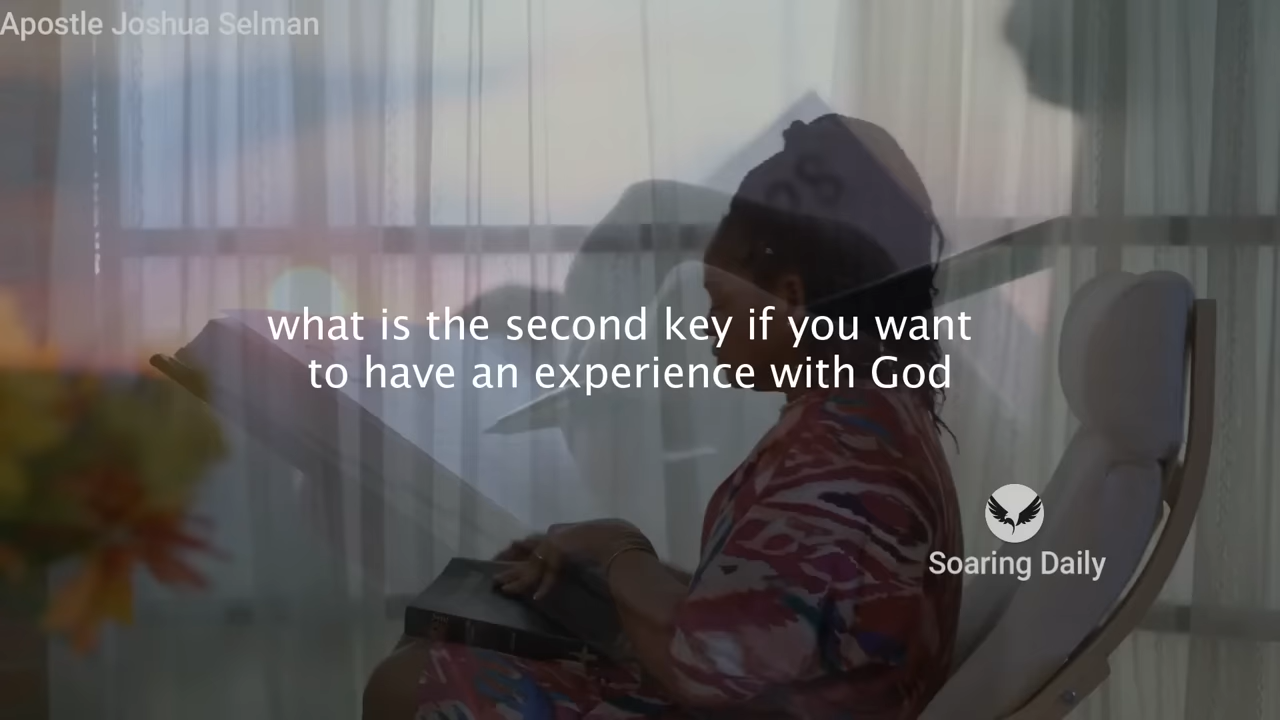 Apostle Joshua Selman
what is the second key if you want
to have an experience with God
Soaring Daily